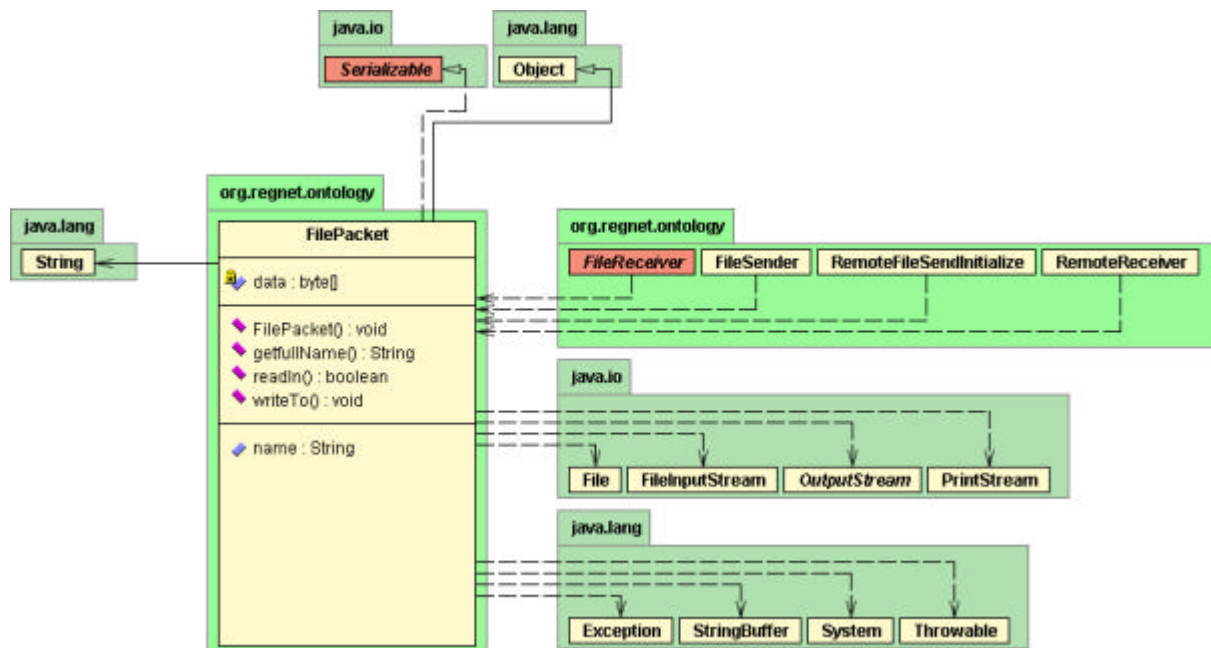 java.io
Serializable
java.lang
Object
java.lang
String
org.regnet.ontology
FilePacket
data : byte[]
FilePacket() : void
getfullName() : String
readIn() : boolean
writeTo() : void
name : String
org.regnet.ontology
FileReceiver FileSender RemoteFileSendInitialize RemoteReceiver
java.io
File FileInputStream OutputStream PrintStream
java.lang
Exception StringBuffer System Throwable